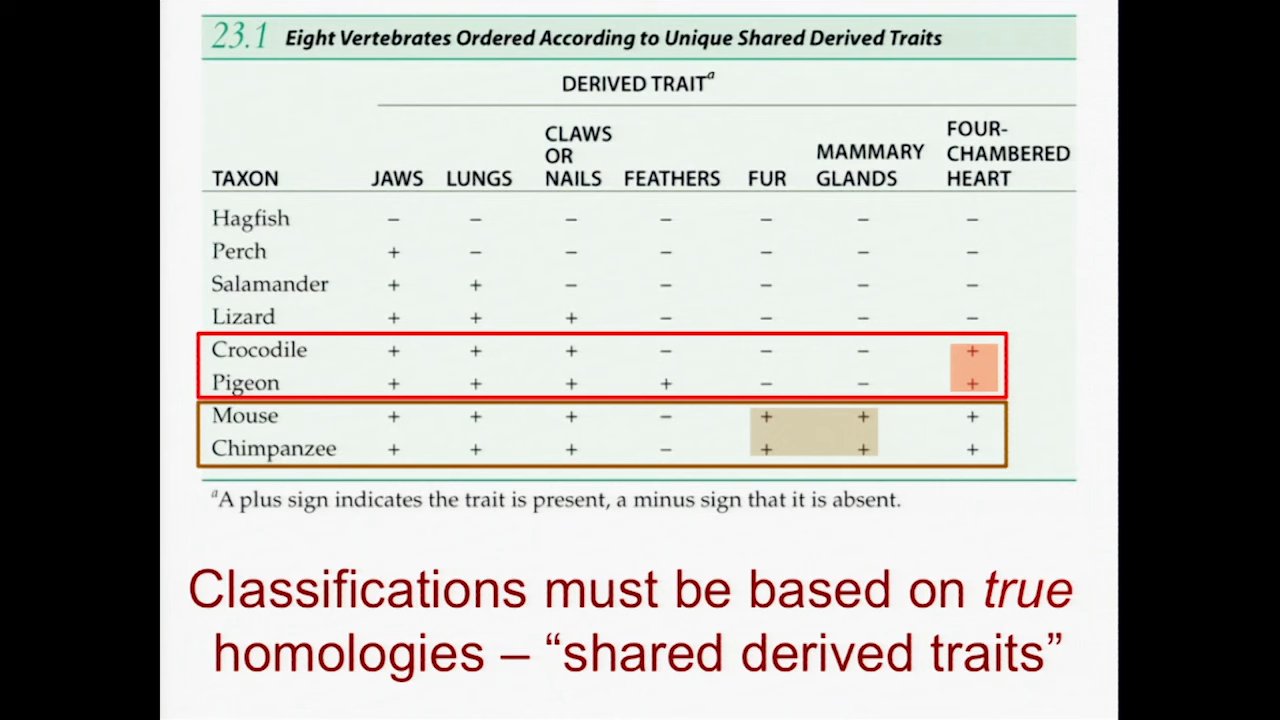 23.1 Eight Vertebrates Ordered According to Unique Shared Derived Traits
DERIVED TRAITᵃ
TAXON JAWS LUNGS CLAWS OR NAILS FEATHERS FUR MAMMARY GLANDS FOUR-CHAMBERED HEART
Hagfish – – – – – – –
Perch + – – – – – –
Salamander + + – – – – –
Lizard + + + – – – –
Crocodile + + + – – – +
Pigeon + + + + – – +
Mouse + + + – + + +
Chimpanzee + + + – + + +
ᵃA plus sign indicates the trait is present, a minus sign that it is absent.
Classifications must be based on true
homologies – “shared derived traits”